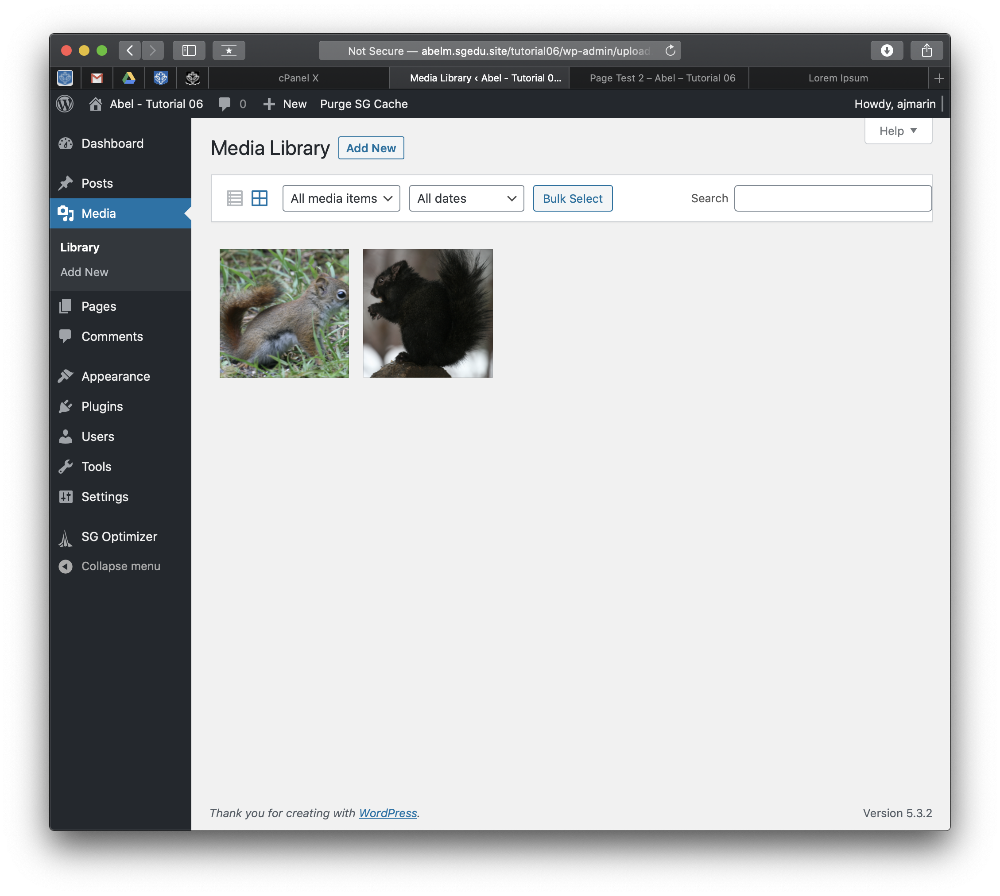 Not Secure — abelm.sgedu.site/tutorial06/wp-admin/upload
cPanel X
Media Library ‹ Abel - Tutorial 0...
Page Test 2 – Abel – Tutorial 06
Lorem Ipsum
Abel - Tutorial 06
0
New
Purge SG Cache
Howdy, ajmarin
Help
Dashboard
Posts
Media
Library
Add New
Pages
Comments
Appearance
Plugins
Users
Tools
Settings
SG Optimizer
Collapse menu
Media Library
Add New
All media items
All dates
Bulk Select
Search
Thank you for creating with WordPress.
Version 5.3.2